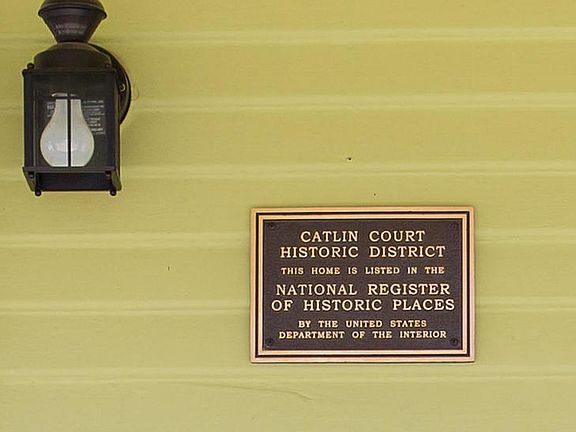 CATLIN COURT
HISTORIC DISTRICT
THIS HOME IS LISTED IN THE
NATIONAL REGISTER
OF HISTORIC PLACES
BY THE UNITED STATES
DEPARTMENT OF THE INTERIOR